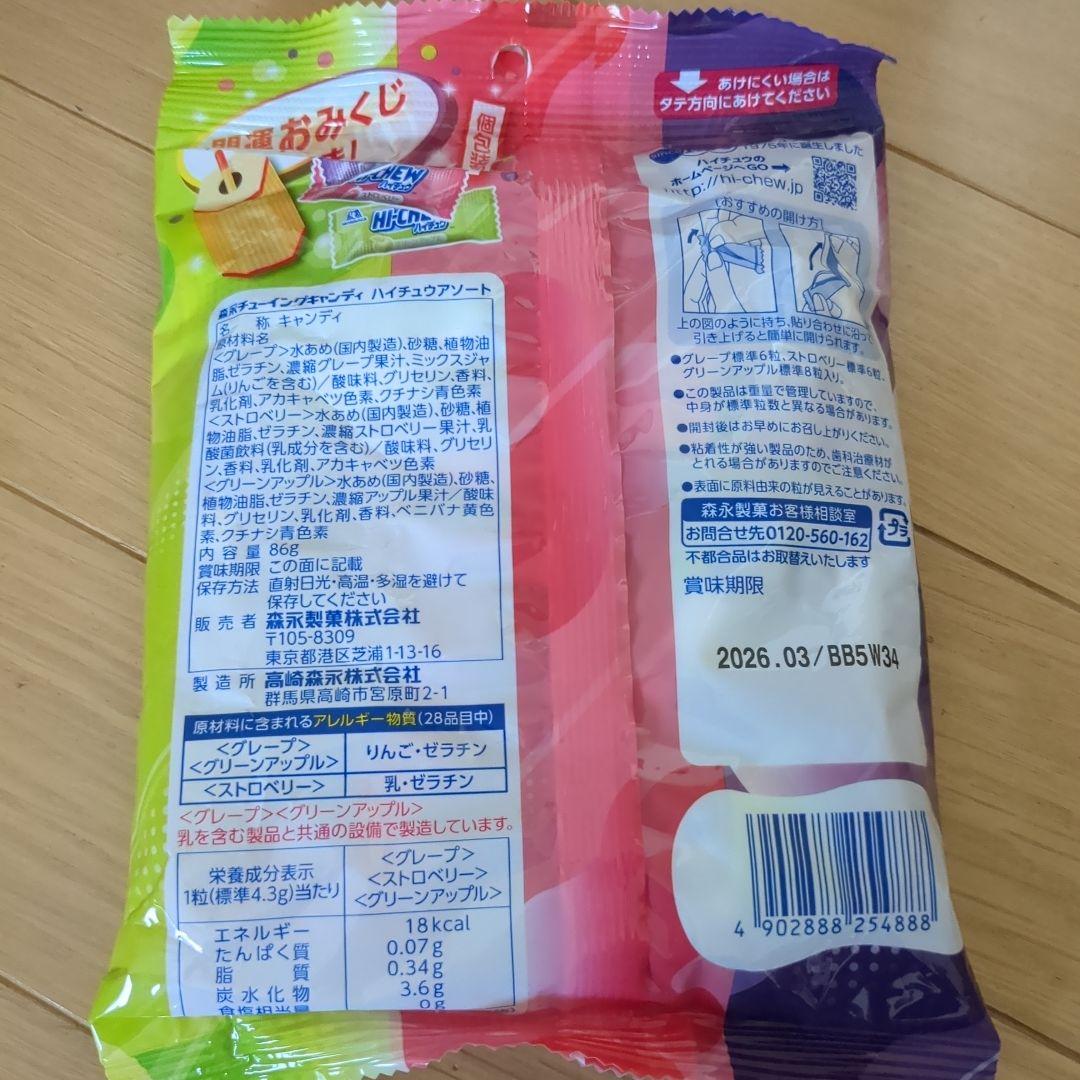 開運おみくじ
個包装
HI-CHEW
ハイチュウ
HI-CHEW
ハイチュウ
森永チューイングキャンディ ハイチュウアソート
名 称 キャンディ
原材料名
<グレープ>水あめ(国内製造)、砂糖、植物油
脂、ゼラチン、濃縮グレープ果汁、ミックスジャ
ム(りんごを含む)/酸味料、グリセリン、香料、
乳化剤、アカキャベツ色素、クチナシ青色素
<ストロベリー>水あめ(国内製造)、砂糖、植
物油脂、ゼラチン、濃縮ストロベリー果汁、乳
酸菌飲料(乳成分を含む)/酸味料、グリセリ
ン、香料、乳化剤、アカキャベツ色素
<グリーンアップル>水あめ(国内製造)、砂糖、
植物油脂、ゼラチン、濃縮アップル果汁/酸味
料、グリセリン、乳化剤、香料、ベニバナ黄色
素、クチナシ青色素
内 容 量 86g
賞味期限 この面に記載
保存方法 直射日光・高温・多湿を避けて
保存してください
販 売 者 森永製菓株式会社
〒105-8309
東京都港区芝浦1-13-16
製 造 所 高崎森永株式会社
群馬県高崎市宮原町2-1
原材料に含まれるアレルギー物質(28品目中)
<グレープ>
<グリーンアップル>
りんご・ゼラチン
<ストロベリー>
乳・ゼラチン
<グレープ><グリーンアップル>
乳を含む製品と共通の設備で製造しています。
栄養成分表示
1粒(標準4.3g)当たり
<グレープ>
<ストロベリー>
<グリーンアップル>
エネルギー 18kcal
たんぱく質 0.07g
脂 質 0.34g
炭水化物 3.6g
食塩相当量 0g
あけにくい場合は
タテ方向にあけてください
1975年に誕生しました
ハイチュウの
ホームページへGO
http://hi-chew.jp
(おすすめの開け方)
上の図のように持ち、貼り合わせに沿って
引き上げると簡単に開けられます。
●グレープ標準6粒、ストロベリー標準6粒、
グリーンアップル標準8粒入り。
●この製品は重量で管理していますので、
中身が標準粒数と異なる場合があります。
●開封後はお早めにお召し上がりください。
●粘着性が強い製品のため、歯科治療材が
とれる場合がありますのでご注意ください。
●表面に原料由来の粒が見えることがあります。
森永製菓お客様相談室
お問合せ先0120-560-162
プラ
不都合品はお取替えいたします
賞味期限
2026.03/BB5W34
4 902888 254888